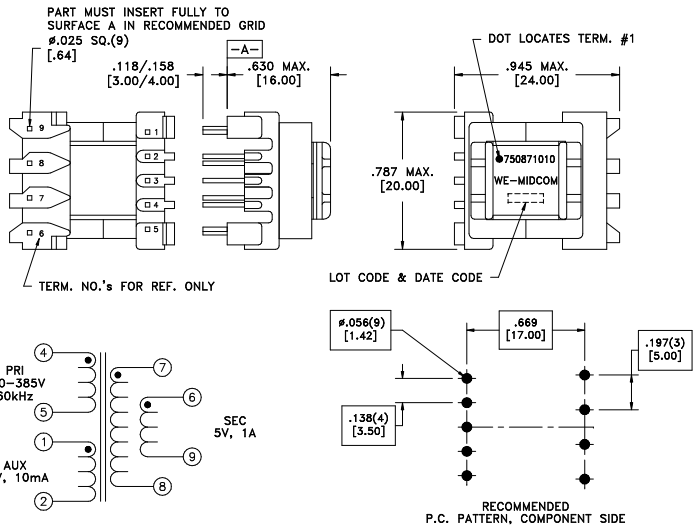 PART MUST INSERT FULLY TO
SURFACE A IN RECOMMENDED GRID
ø.025 SQ.(9)
[.64]
-A-
.118/.158
[3.00/4.00]
.630 MAX.
[16.00]
DOT LOCATES TERM. #1
.945 MAX.
[24.00]
9
8
7
6
1
2
3
4
5
.787 MAX.
[20.00]
750871010
WE-MIDCOM
TERM. NO.'s FOR REF. ONLY
LOT CODE & DATE CODE
4
PRI
0-385V
60kHz
5
1
AUX
, 10mA
2
7
6
SEC
5V, 1A
9
8
ø.056(9)
[1.42]
.669
[17.00]
.197(3)
[5.00]
.138(4)
[3.50]
RECOMMENDED
P.C. PATTERN, COMPONENT SIDE